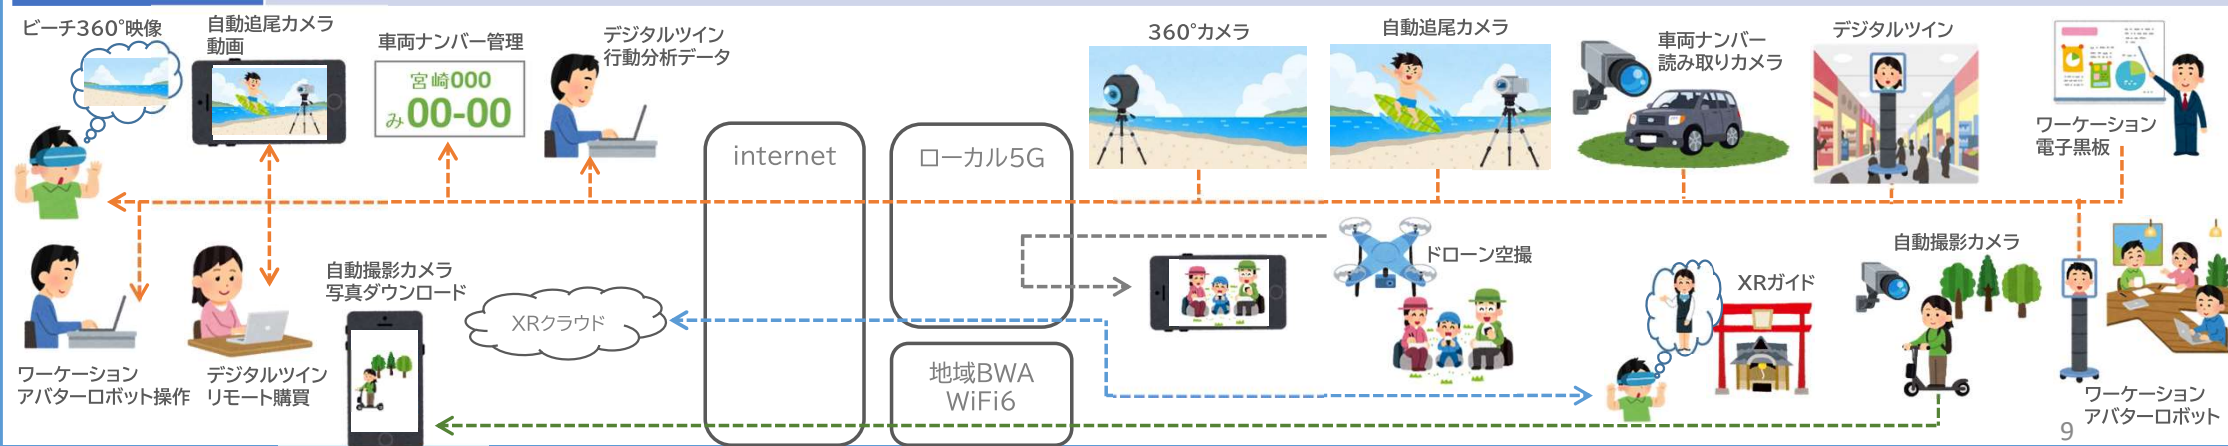 ビーチ360°映像
自動追尾カメラ
動画
車両ナンバー管理
宮崎000
み00-00
デジタルツイン
行動分析データ
internet
ローカル5G
360°カメラ
自動追尾カメラ
車両ナンバー
読み取りカメラ
デジタルツイン
ワーケーション
電子黒板
ワーケーション
アバターロボット操作
デジタルツイン
リモート購買
自動撮影カメラ
写真ダウンロード
XRクラウド
地域BWA
WiFi6
ドローン空撮
XRガイド
自動撮影カメラ
ワーケーション
アバターロボット
9